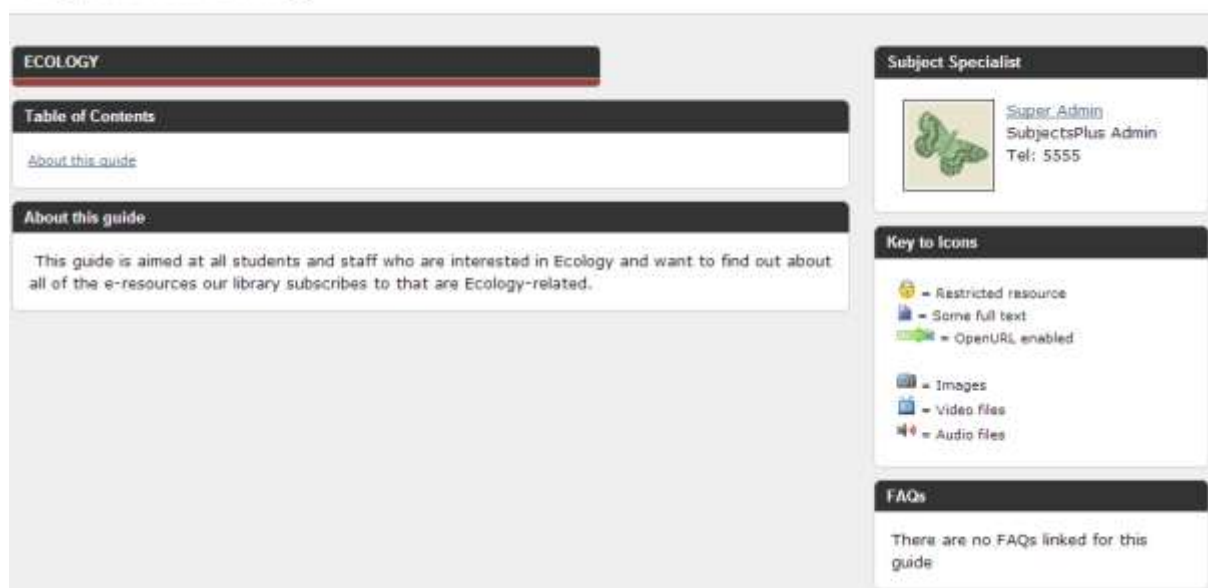 ECOLOGY
Table of Contents
About this guide
About this guide
This guide is aimed at all students and staff who are interested in Ecology and want to find out about
all of the e-resources our library subscribes to that are Ecology-related.
Subject Specialist
Super Admin
SubjectsPlus Admin
Tel: 5555
Key to Icons
= Restricted resource
= Some full text
= OpenURL enabled
= Images
= Video files
= Audio files
FAQs
There are no FAQs linked for this
guide